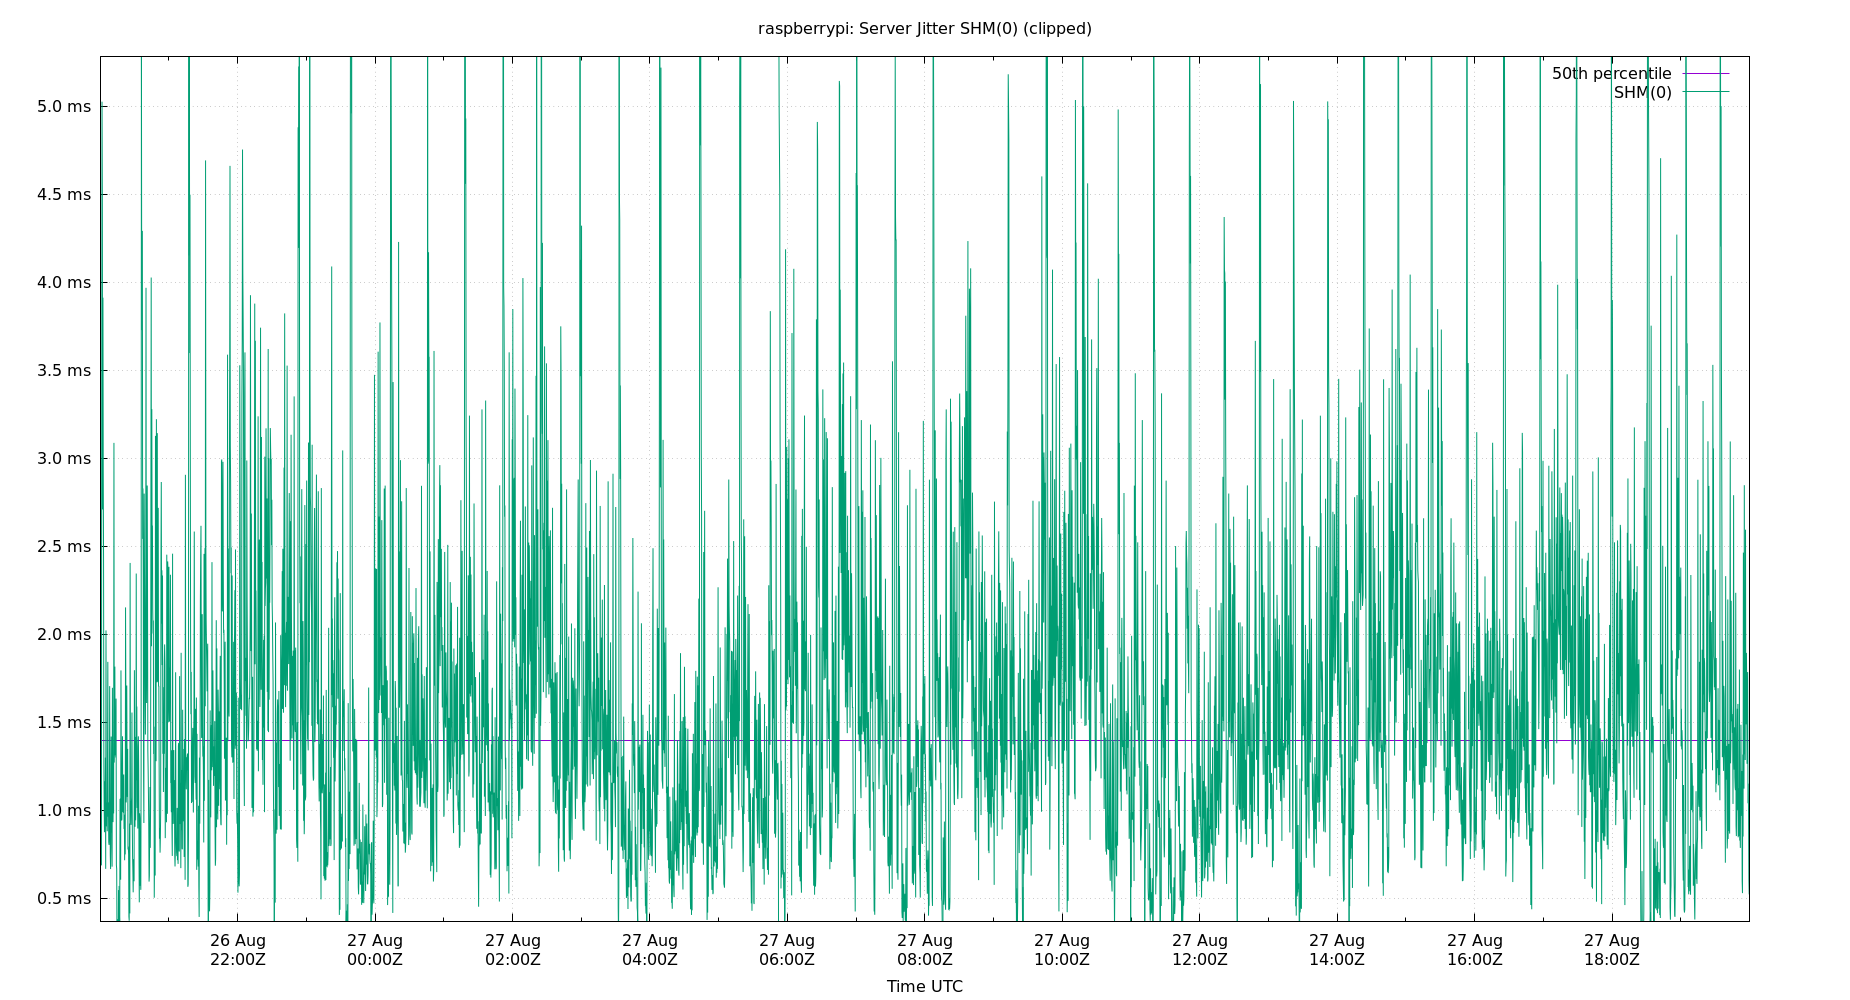 raspberrypi: Server Jitter SHM(0) (clipped)
50th percentile
SHM(0)
5.0 ms
4.5 ms
4.0 ms
3.5 ms
3.0 ms
2.5 ms
2.0 ms
1.5 ms
1.0 ms
0.5 ms
26 Aug 27 Aug 27 Aug 27 Aug 27 Aug 27 Aug 27 Aug 27 Aug 27 Aug 27 Aug 27 Aug
22:00Z 00:00Z 02:00Z 04:00Z 06:00Z 08:00Z 10:00Z 12:00Z 14:00Z 16:00Z 18:00Z
Time UTC